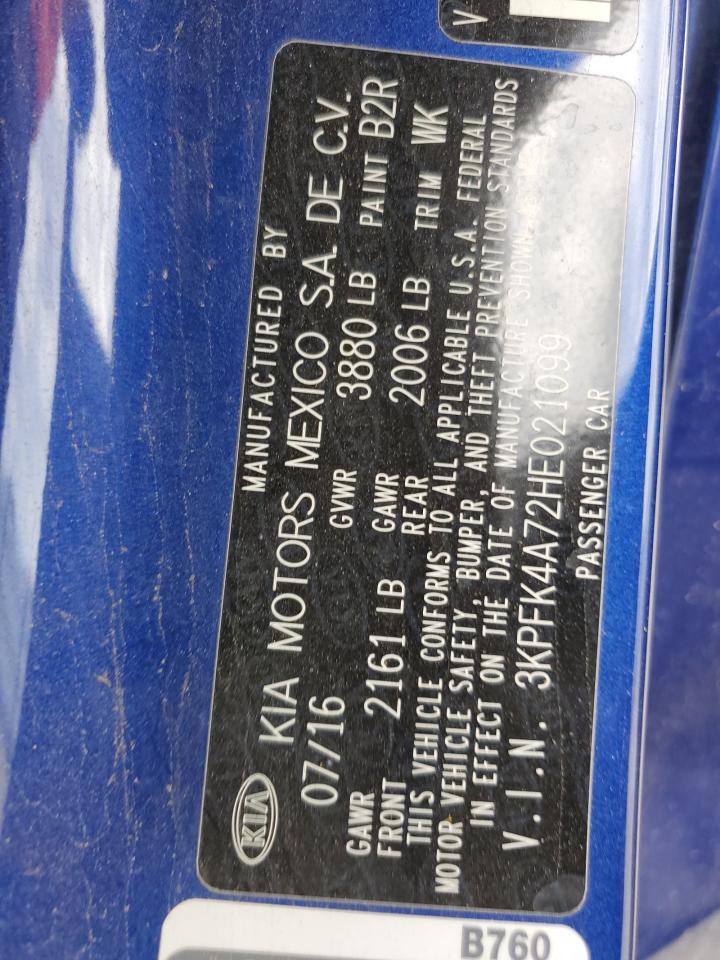 MANUFACTURED BY
KIA KIA MOTORS MEXICO S.A. DE C.V.
07/16 GVWR 3880 LB PAINT B2R
GAWR FRONT 2161 LB GAWR REAR 2006 LB TRIM WK
THIS VEHICLE CONFORMS TO ALL APPLICABLE U.S.A. FEDERAL
MOTOR VEHICLE SAFETY, BUMPER, AND THEFT PREVENTION STANDARDS
IN EFFECT ON THE DATE OF MANUFACTURE SHOWN
V.I.N. 3KPFK4A72HE021099
PASSENGER CAR
B760
V